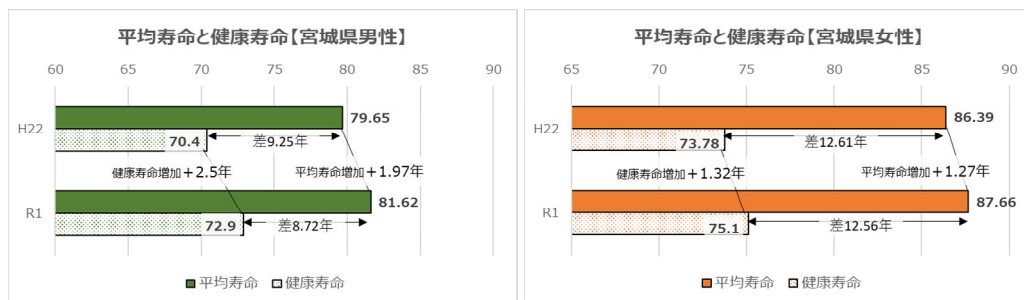 平均寿命と健康寿命【宮城県男性】
60 65 70 75 80 85 90
H22
79.65
70.4
差9.25年
健康寿命増加+2.5年
平均寿命増加+1.97年
R1
81.62
72.9
差8.72年
平均寿命 健康寿命
平均寿命と健康寿命【宮城県女性】
65 70 75 80 85 90
H22
86.39
73.78
差12.61年
健康寿命増加+1.32年
平均寿命増加+1.27年
R1
87.66
75.1
差12.56年
平均寿命 健康寿命